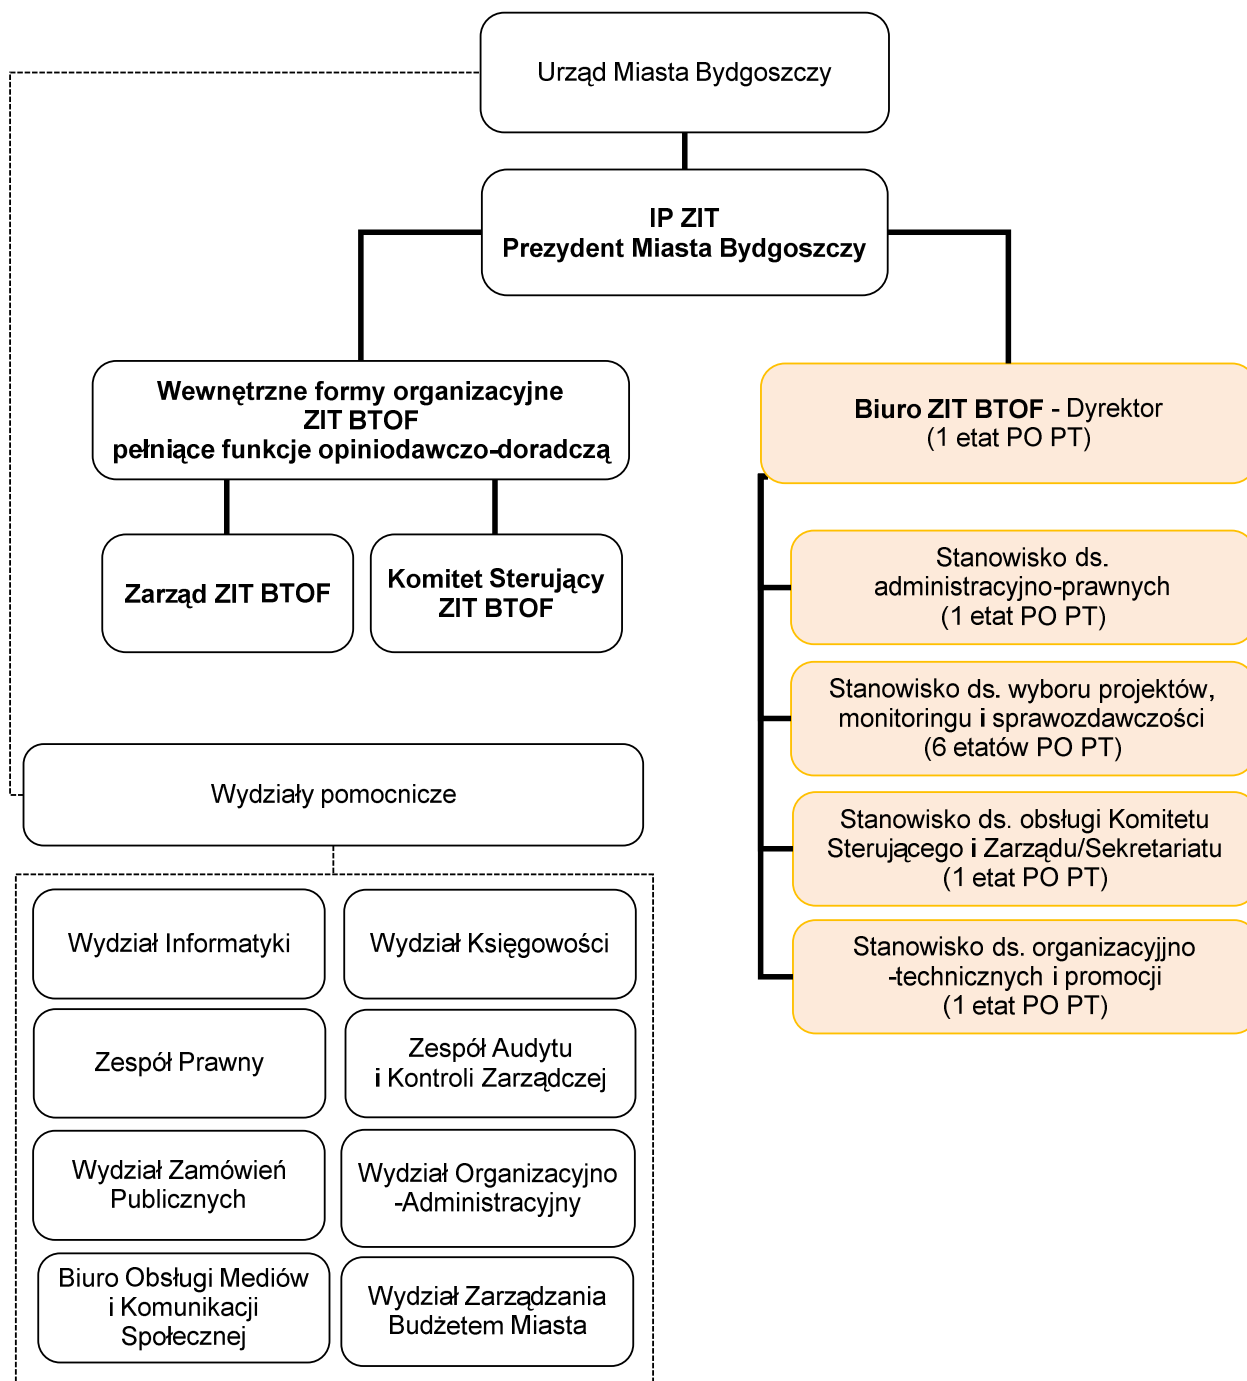 Urząd Miasta Bydgoszczy
IP ZIT
Prezydent Miasta Bydgoszczy
Wewnętrzne formy organizacyjne
ZIT BTOF
pełniące funkcje opiniodawczo-doradczą
Zarząd ZIT BTOF
Komitet Sterujący
ZIT BTOF
Biuro ZIT BTOF - Dyrektor
(1 etat PO PT)
Stanowisko ds.
administracyjno-prawnych
(1 etat PO PT)
Stanowisko ds. wyboru projektów,
monitoringu i sprawozdawczości
(6 etatów PO PT)
Stanowisko ds. obsługi Komitetu
Sterującego i Zarządu/Sekretariatu
(1 etat PO PT)
Stanowisko ds. organizacyjjno
-technicznych i promocji
(1 etat PO PT)
Wydziały pomocnicze
Wydział Informatyki
Wydział Księgowości
Zespół Prawny
Zespół Audytu
i Kontroli Zarządczej
Wydział Zamówień
Publicznych
Wydział Organizacyjno
-Administracyjny
Biuro Obsługi Mediów
i Komunikacji
Społecznej
Wydział Zarządzania
Budżetem Miasta